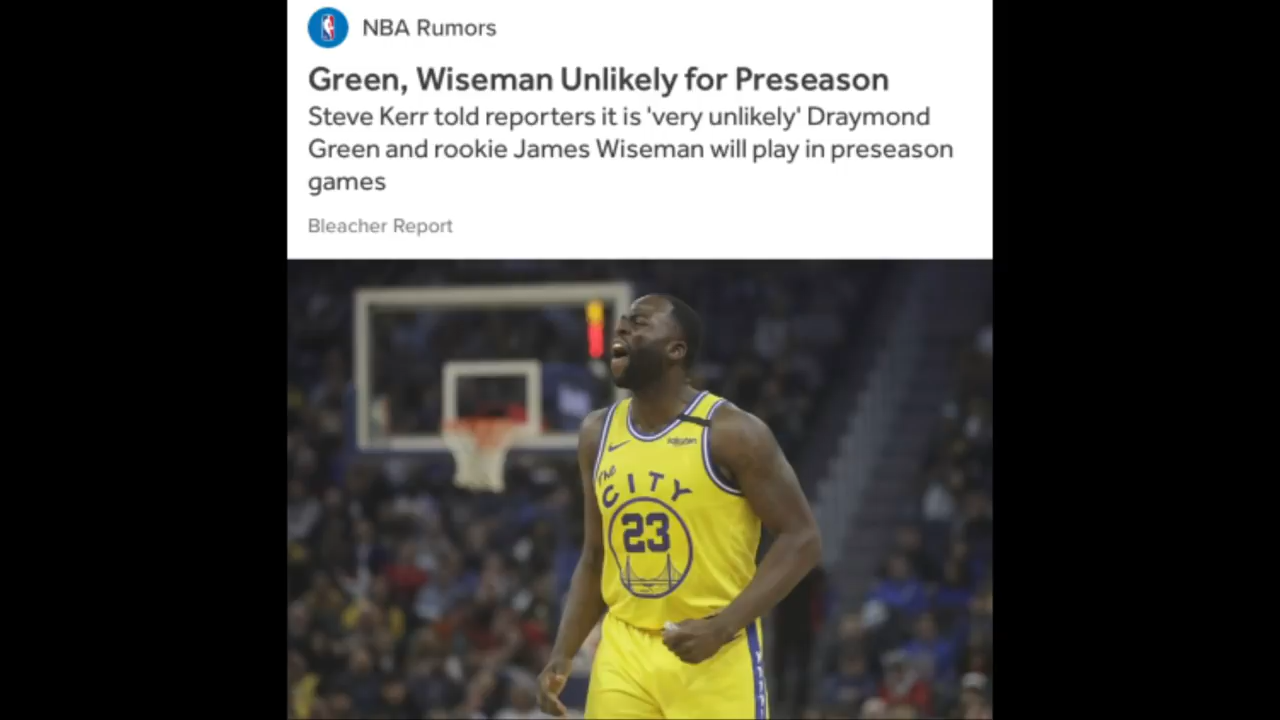 NBA Rumors
Green, Wiseman Unlikely for Preseason
Steve Kerr told reporters it is 'very unlikely' Draymond
Green and rookie James Wiseman will play in preseason
games
Bleacher Report
Rakuten
The
CITY
23